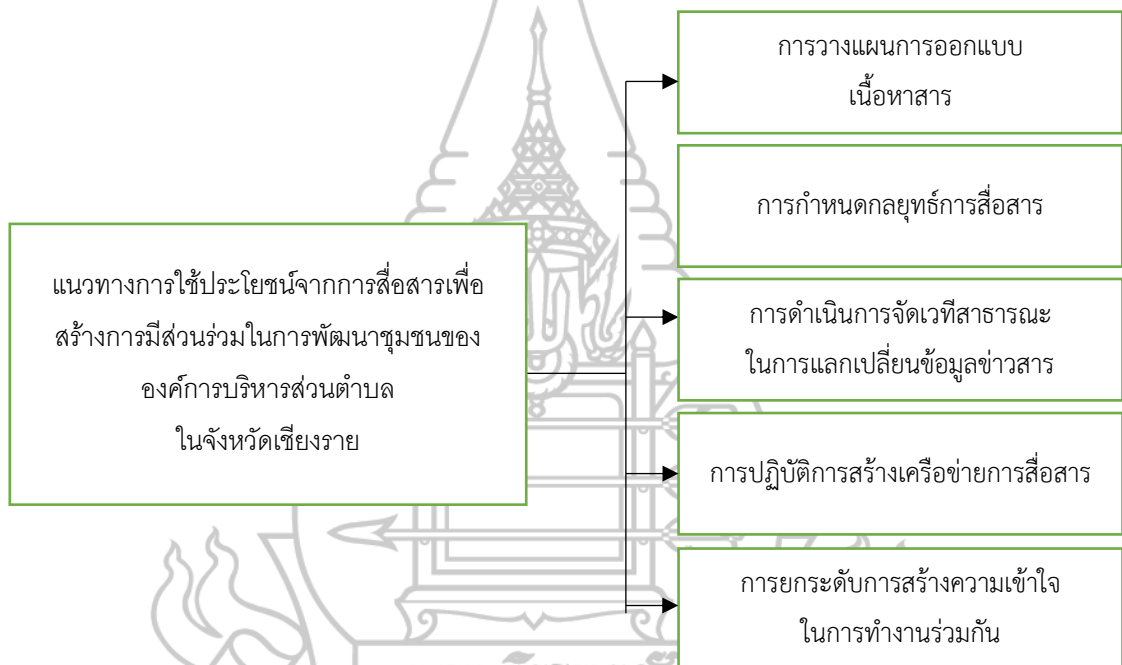 การวางแผนการออกแบบ
เนื้อหาสาร
การกำหนดกลยุทธ์การสื่อสาร
แนวทางการใช้ประโยชน์จากการสื่อสารเพื่อ
สร้างการมีส่วนร่วมในการพัฒนาชุมชนของ
องค์การบริหารส่วนตำบล
ในจังหวัดเชียงราย
การดำเนินการจัดเวทีสาธารณะ
ในการแลกเปลี่ยนข้อมูลข่าวสาร
การปฏิบัติการสร้างเครือข่ายการสื่อสาร
การยกระดับการสร้างความเข้าใจ
ในการทำงานร่วมกัน